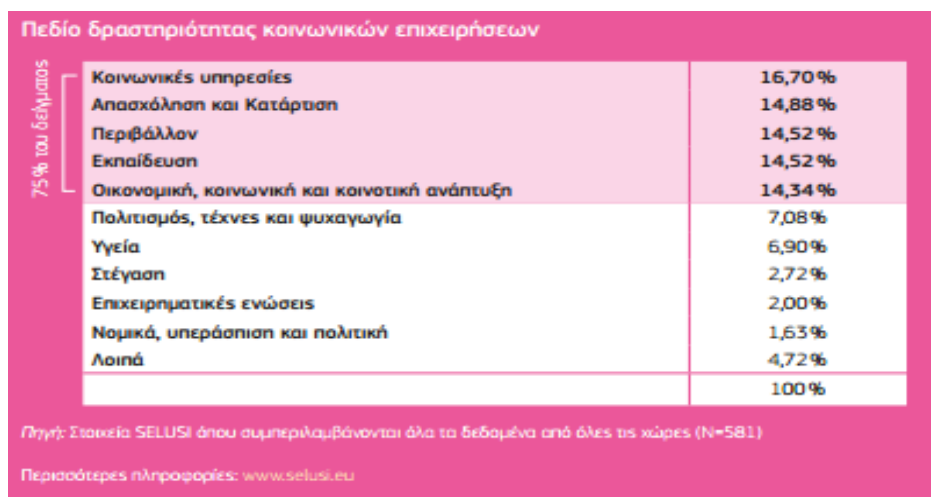 Πεδίο δραστηριότητας κοινωνικών επιχειρήσεων
75% του δείγματος
Κοινωνικές υπηρεσίες 16,70%
Απασχόληση και Κατάρτιση 14,88%
Περιβάλλον 14,52%
Εκπαίδευση 14,52%
Οικονομική, κοινωνική και κοινοτική ανάπτυξη 14,34%
Πολιτισμός, τέχνες και ψυχαγωγία 7,08%
Υγεία 6,90%
Στέγαση 2,72%
Επιχειρηματικές ενώσεις 2,00%
Νομικά, υπεράσπιση και πολιτική 1,63%
Λοιπά 4,72%
100%
Πηγή: Στοιχεία SELUSI όπου συμπεριλαμβάνονται όλα τα δεδομένα από όλες τις χώρες (N=581)
Περισσότερες πληροφορίες: www.selusi.eu